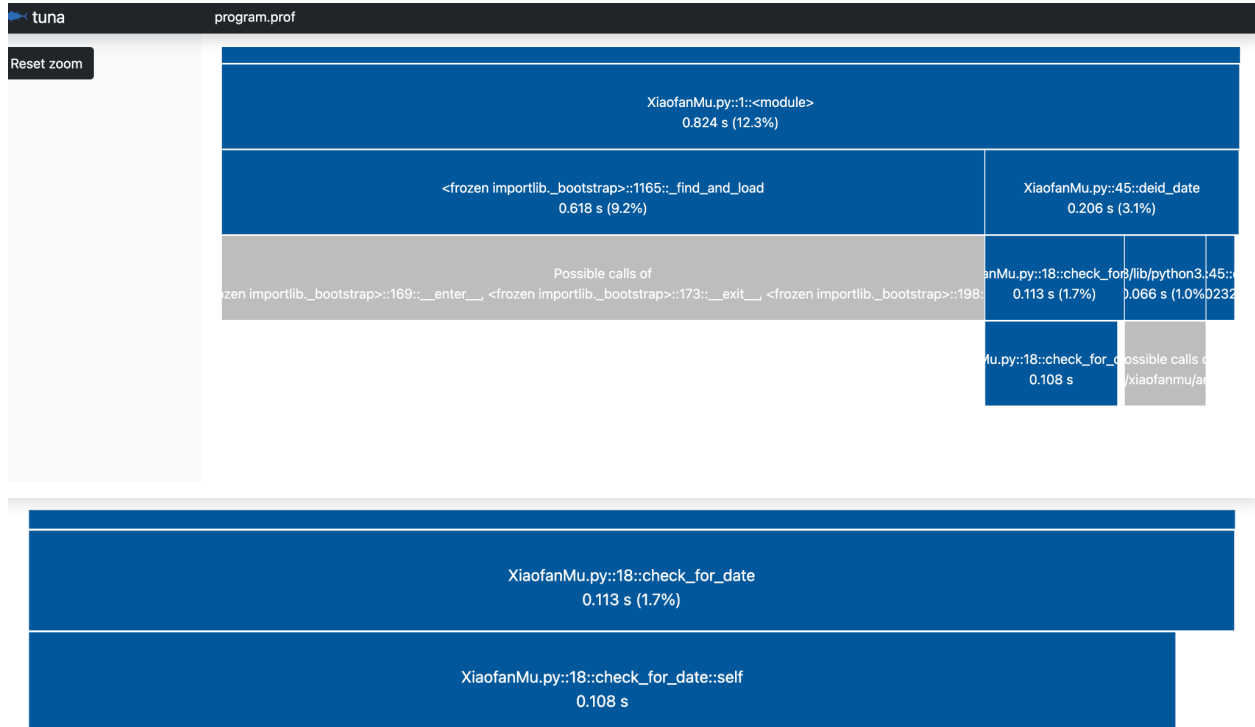 tuna
program.prof
Reset zoom
XiaofanMu.py::1::<module>
0.824 s (12.3%)
<frozen importlib._bootstrap>::1165::_find_and_load
0.618 s (9.2%)
XiaofanMu.py::45::deid_date
0.206 s (3.1%)
Possible calls of
zen importlib._bootstrap>::169::__enter__, <frozen importlib._bootstrap>::173::__exit__, <frozen importlib._bootstrap>::198:
anMu.py::18::check_for
0.113 s (1.7%)
/lib/python3.
0.066 s (1.0%
:45::
0232
Mu.py::18::check_for_
0.108 s
ossible calls
/xiaofanmu/a
XiaofanMu.py::18::check_for_date
0.113 s (1.7%)
XiaofanMu.py::18::check_for_date::self
0.108 s